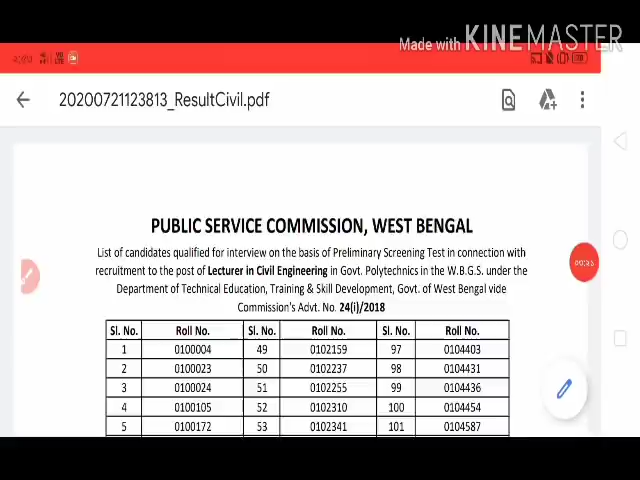 Made with KINEMASTER
20200721123813_ResultCivil.pdf
PUBLIC SERVICE COMMISSION, WEST BENGAL
List of candidates qualified for interview on the basis of Preliminary Screening Test in connection with
recruitment to the post of Lecturer in Civil Engineering in Govt. Polytechnics in the W.B.G.S. under the
Department of Technical Education, Training & Skill Development, Govt. of West Bengal vide
Commission's Advt. No. 24(i)/2018
Sl. No. Roll No. Sl. No. Roll No. Sl. No. Roll No.
1 0100004 49 0102159 97 0104403
2 0100023 50 0102237 98 0104431
3 0100024 51 0102255 99 0104436
4 0100105 52 0102310 100 0104454
5 0100172 53 0102341 101 0104587